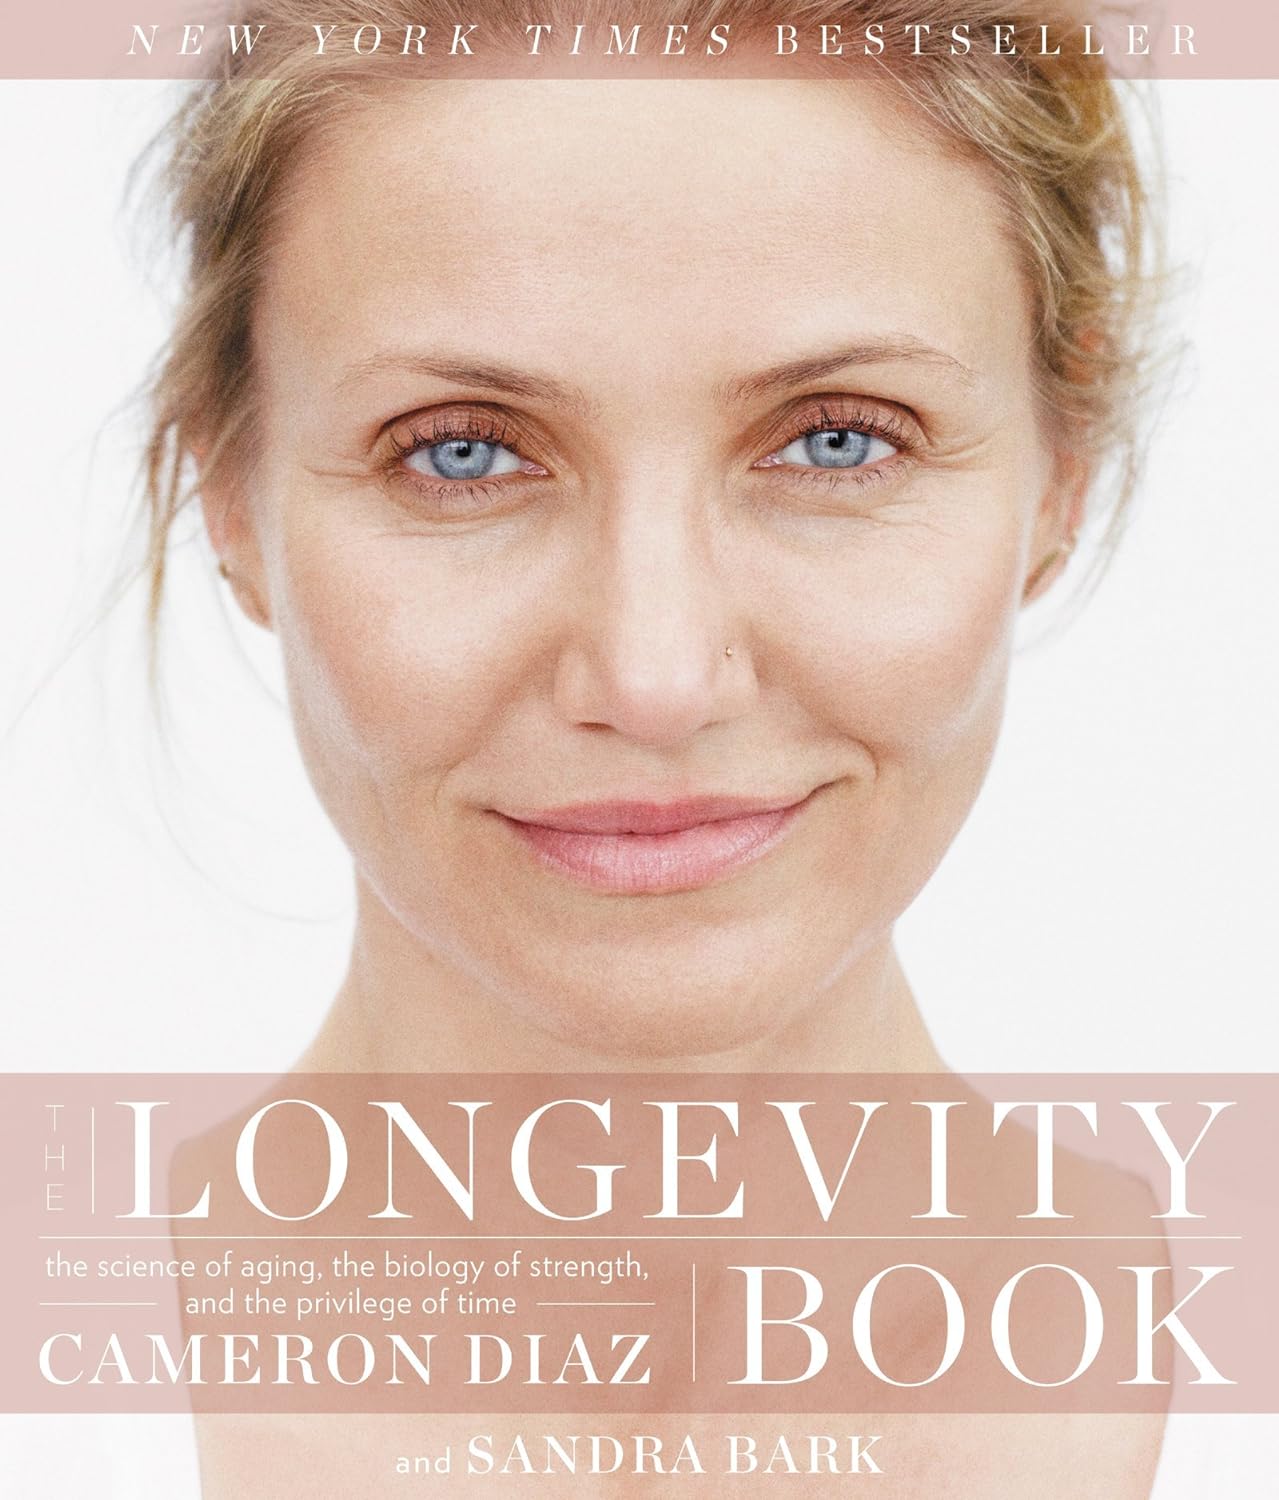 NEW YORK TIMES BESTSELLER
THE LONGEVITY
the science of aging, the biology of strength,
and the privilege of time
BOOK
CAMERON DIAZ
and SANDRA BARK